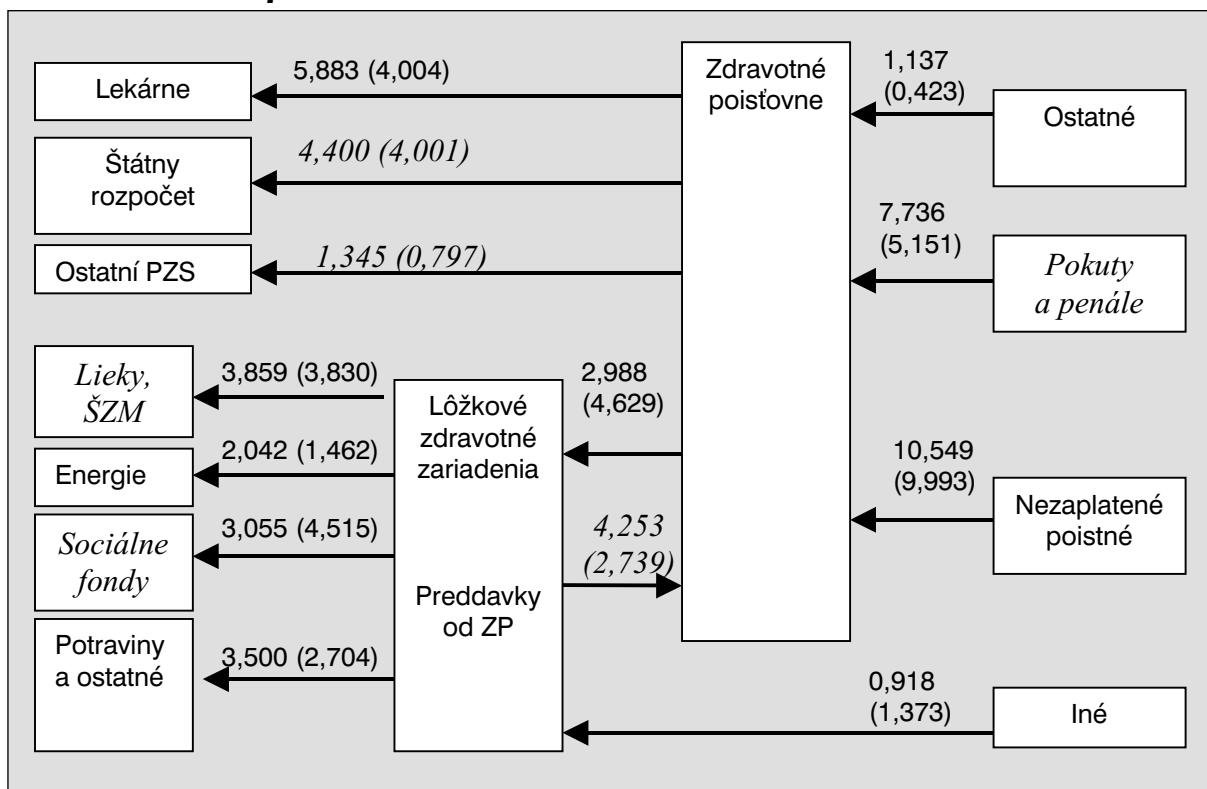 Lekárne
5,883 (4,004)
Zdravotné
poisťovne
1,137
(0,423)
Ostatné
Štátny
rozpočet
4,400 (4,001)
7,736
(5,151)
Pokuty
a penále
Ostatní PZS
1,345 (0,797)
Lieky,
ŠZM
3,859 (3,830)
Lôžkové
zdravotné
zariadenia
2,988
(4,629)
Energie
2,042 (1,462)
10,549
(9,993)
Nezaplatené
poistné
Sociálne
fondy
3,055 (4,515)
4,253
(2,739)
Preddavky
od ZP
Potraviny
a ostatné
3,500 (2,704)
0,918
(1,373)
Iné